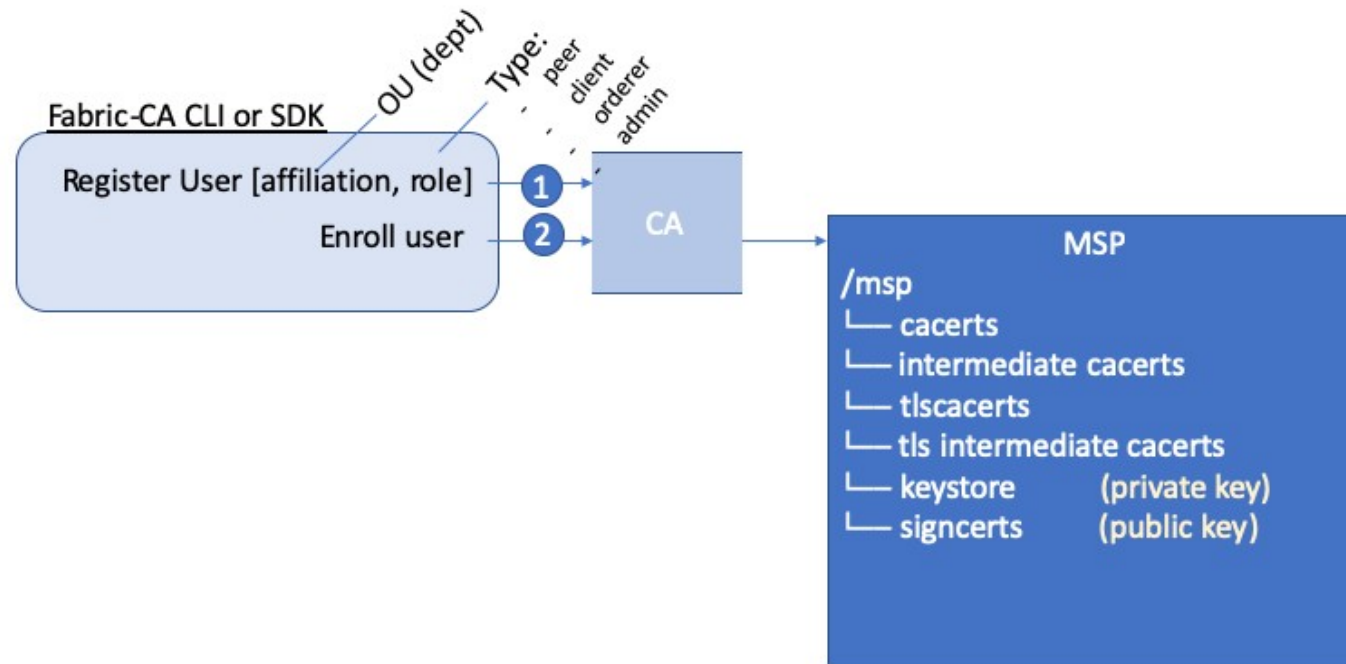 OU (dept)
Type:
- peer
- client
- orderer
- admin
Fabric-CA CLI or SDK
Register User [affiliation, role]
1
Enroll user
2
CA
MSP
/msp
└── cacerts
└── intermediate cacerts
└── tlscacerts
└── tls intermediate cacerts
└── keystore (private key)
└── signcerts (public key)